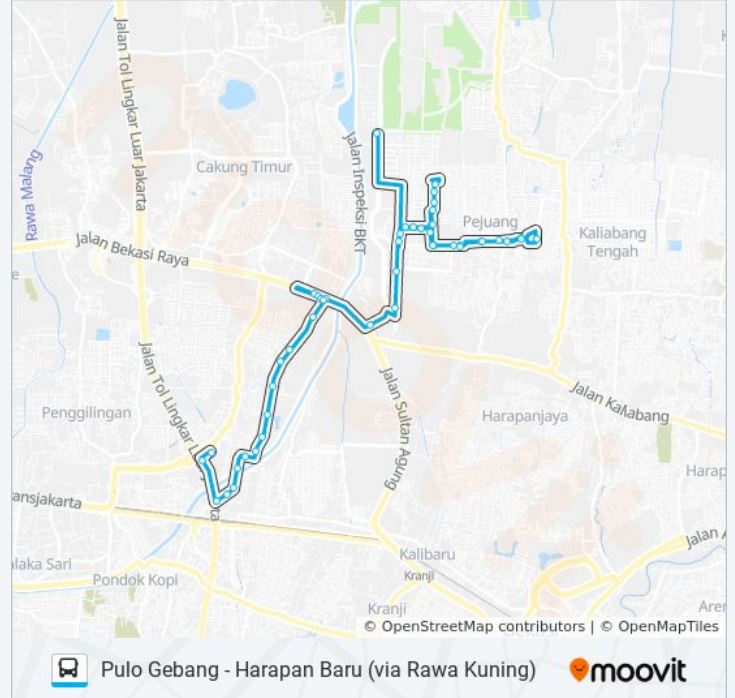 Jalan Tol Lingkar Luar Jakarta
Rawa Malang
Cakung Timur
Jalan Inspeksi BKT
Pejuang
Kaliabang
Tengah
Jalan Bekasi Raya
Jalan Tol Lingkar
Penggilingan
Jalan Sultan Agung
Jalan Kalabang
Harapanjaya
Harap
ansjakarta
ta
Jalan
laka Sari
Pondok Kopi
Kalibaru
Kranji
Kranji
Aren
© OpenStreetMap contributors | © OpenMapTiles
Pulo Gebang - Harapan Baru (via Rawa Kuning)
moovit